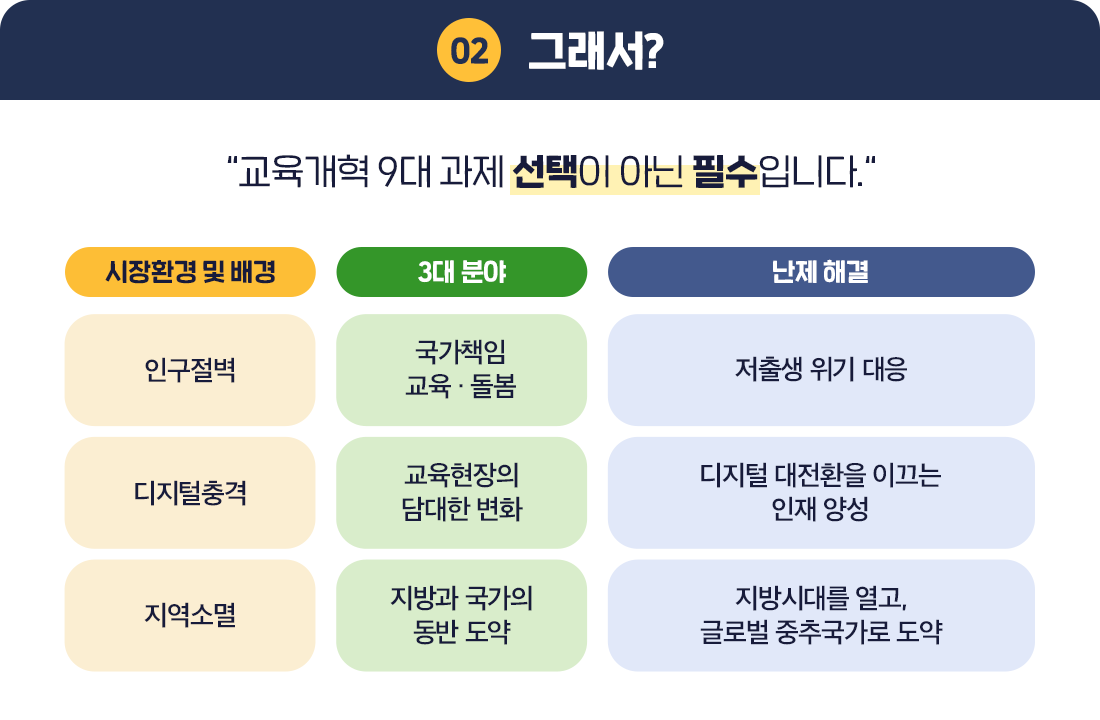 02 그래서?
“교육개혁 9대 과제 선택이 아닌 필수입니다.“
시장환경 및 배경
3대 분야
난제 해결
인구절벽
국가책임
교육 · 돌봄
저출생 위기 대응
디지털충격
교육현장의
담대한 변화
디지털 대전환을 이끄는
인재 양성
지역소멸
지방과 국가의
동반 도약
지방시대를 열고,
글로벌 중추국가로 도약